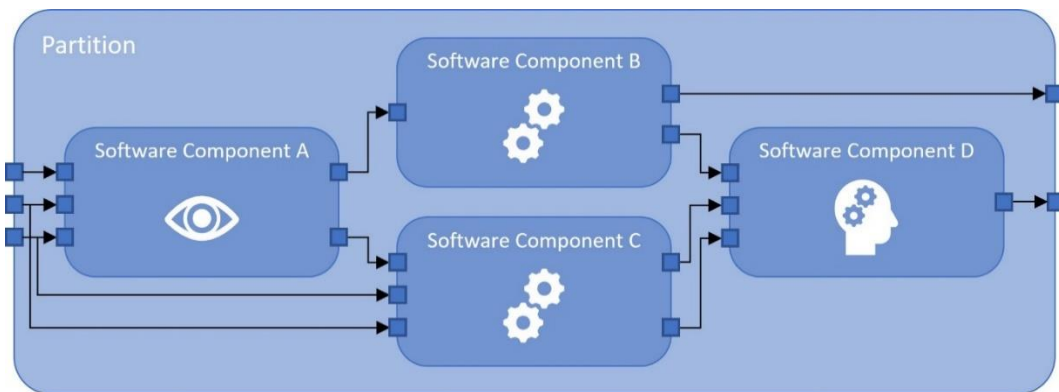 Partition
Software Component B
Software Component A
Software Component D
Software Component C